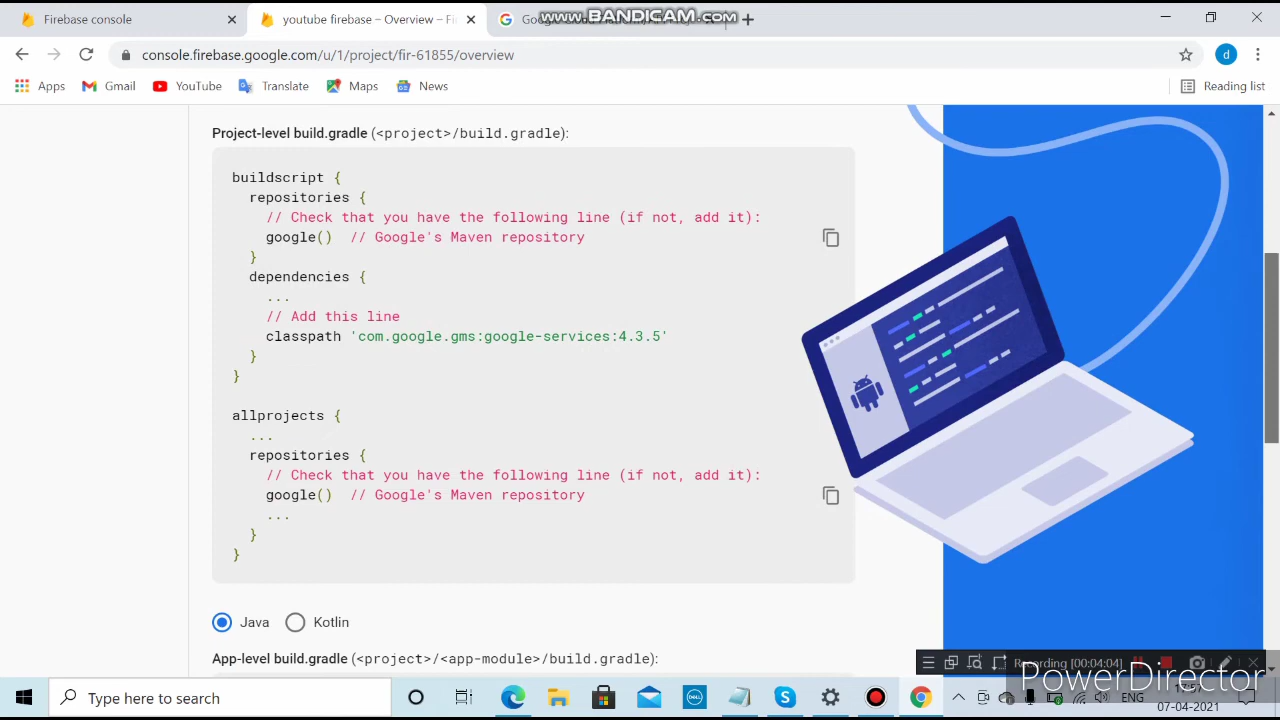 Firebase console
youtube firebase – Overview – Fi
www.BANDICAM.com
console.firebase.google.com/u/1/project/fir-61855/overview
d
Apps
Gmail
YouTube
Translate
Maps
News
Reading list
Project-level build.gradle (<project>/build.gradle):
buildscript {
repositories {
// Check that you have the following line (if not, add it):
google() // Google's Maven repository
}
dependencies {
...
// Add this line
classpath 'com.google.gms:google-services:4.3.5'
}
}
allprojects {
...
repositories {
// Check that you have the following line (if not, add it):
google() // Google's Maven repository
...
}
}
Java
Kotlin
App-level build.gradle (<project>/<app-module>/build.gradle):
Recording [00:04:04]
PowerDirector
Type here to search
DELL
ENG
07-04-2021